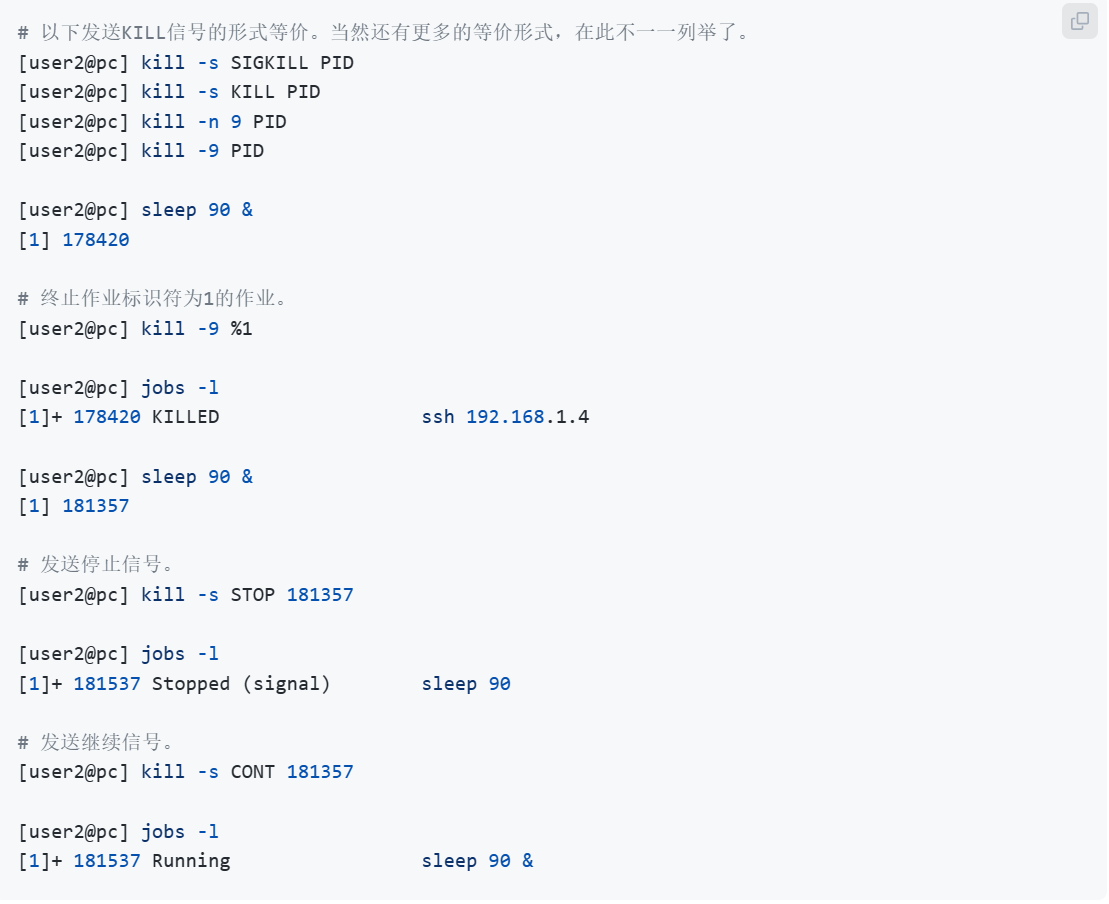 # 以下发送KILL信号的形式等价。当然还有更多的等价形式，在此不一一列举了。
[user2@pc] kill -s SIGKILL PID
[user2@pc] kill -s KILL PID
[user2@pc] kill -n 9 PID
[user2@pc] kill -9 PID
[user2@pc] sleep 90 &
[1] 178420
# 终止作业标识符为1的作业。
[user2@pc] kill -9 %1
[user2@pc] jobs -l
[1]+ 178420 KILLED                  ssh 192.168.1.4
[user2@pc] sleep 90 &
[1] 181357
# 发送停止信号。
[user2@pc] kill -s STOP 181357
[user2@pc] jobs -l
[1]+ 181537 Stopped (signal)        sleep 90
# 发送继续信号。
[user2@pc] kill -s CONT 181357
[user2@pc] jobs -l
[1]+ 181537 Running                 sleep 90 &